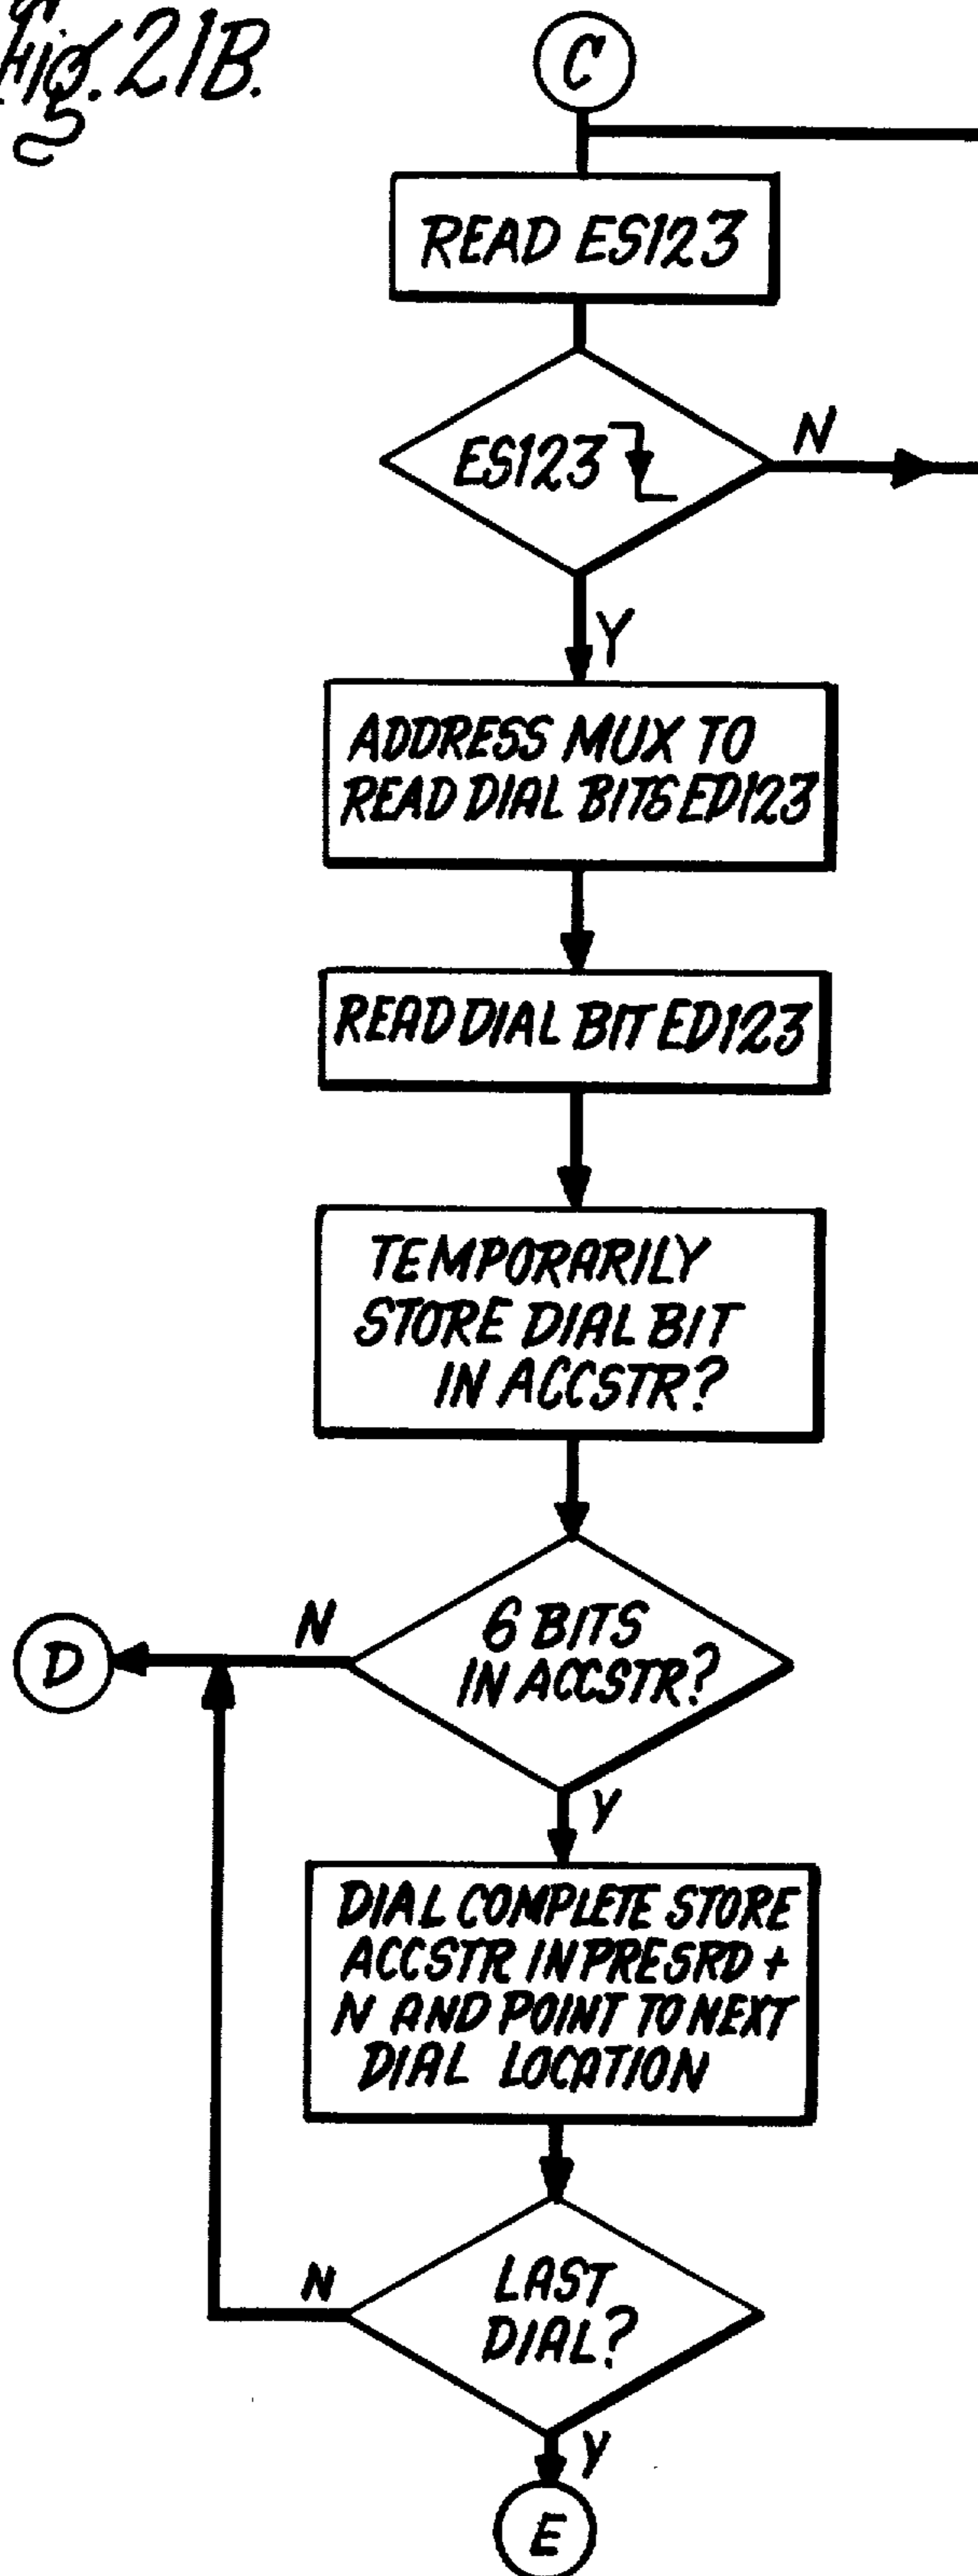 Fig. 21B.
C
READ ES123
ES123
N
Y
ADDRESS MUX TO
READ DIAL BITS ED123
READ DIAL BIT ED123
TEMPORARILY
STORE DIAL BIT
IN ACCSTR?
6 BITS
IN ACCSTR?
N
D
Y
DIAL COMPLETE STORE
ACCSTR IN PRESRD +
N AND POINT TO NEXT
DIAL LOCATION
LAST
DIAL?
N
Y
E